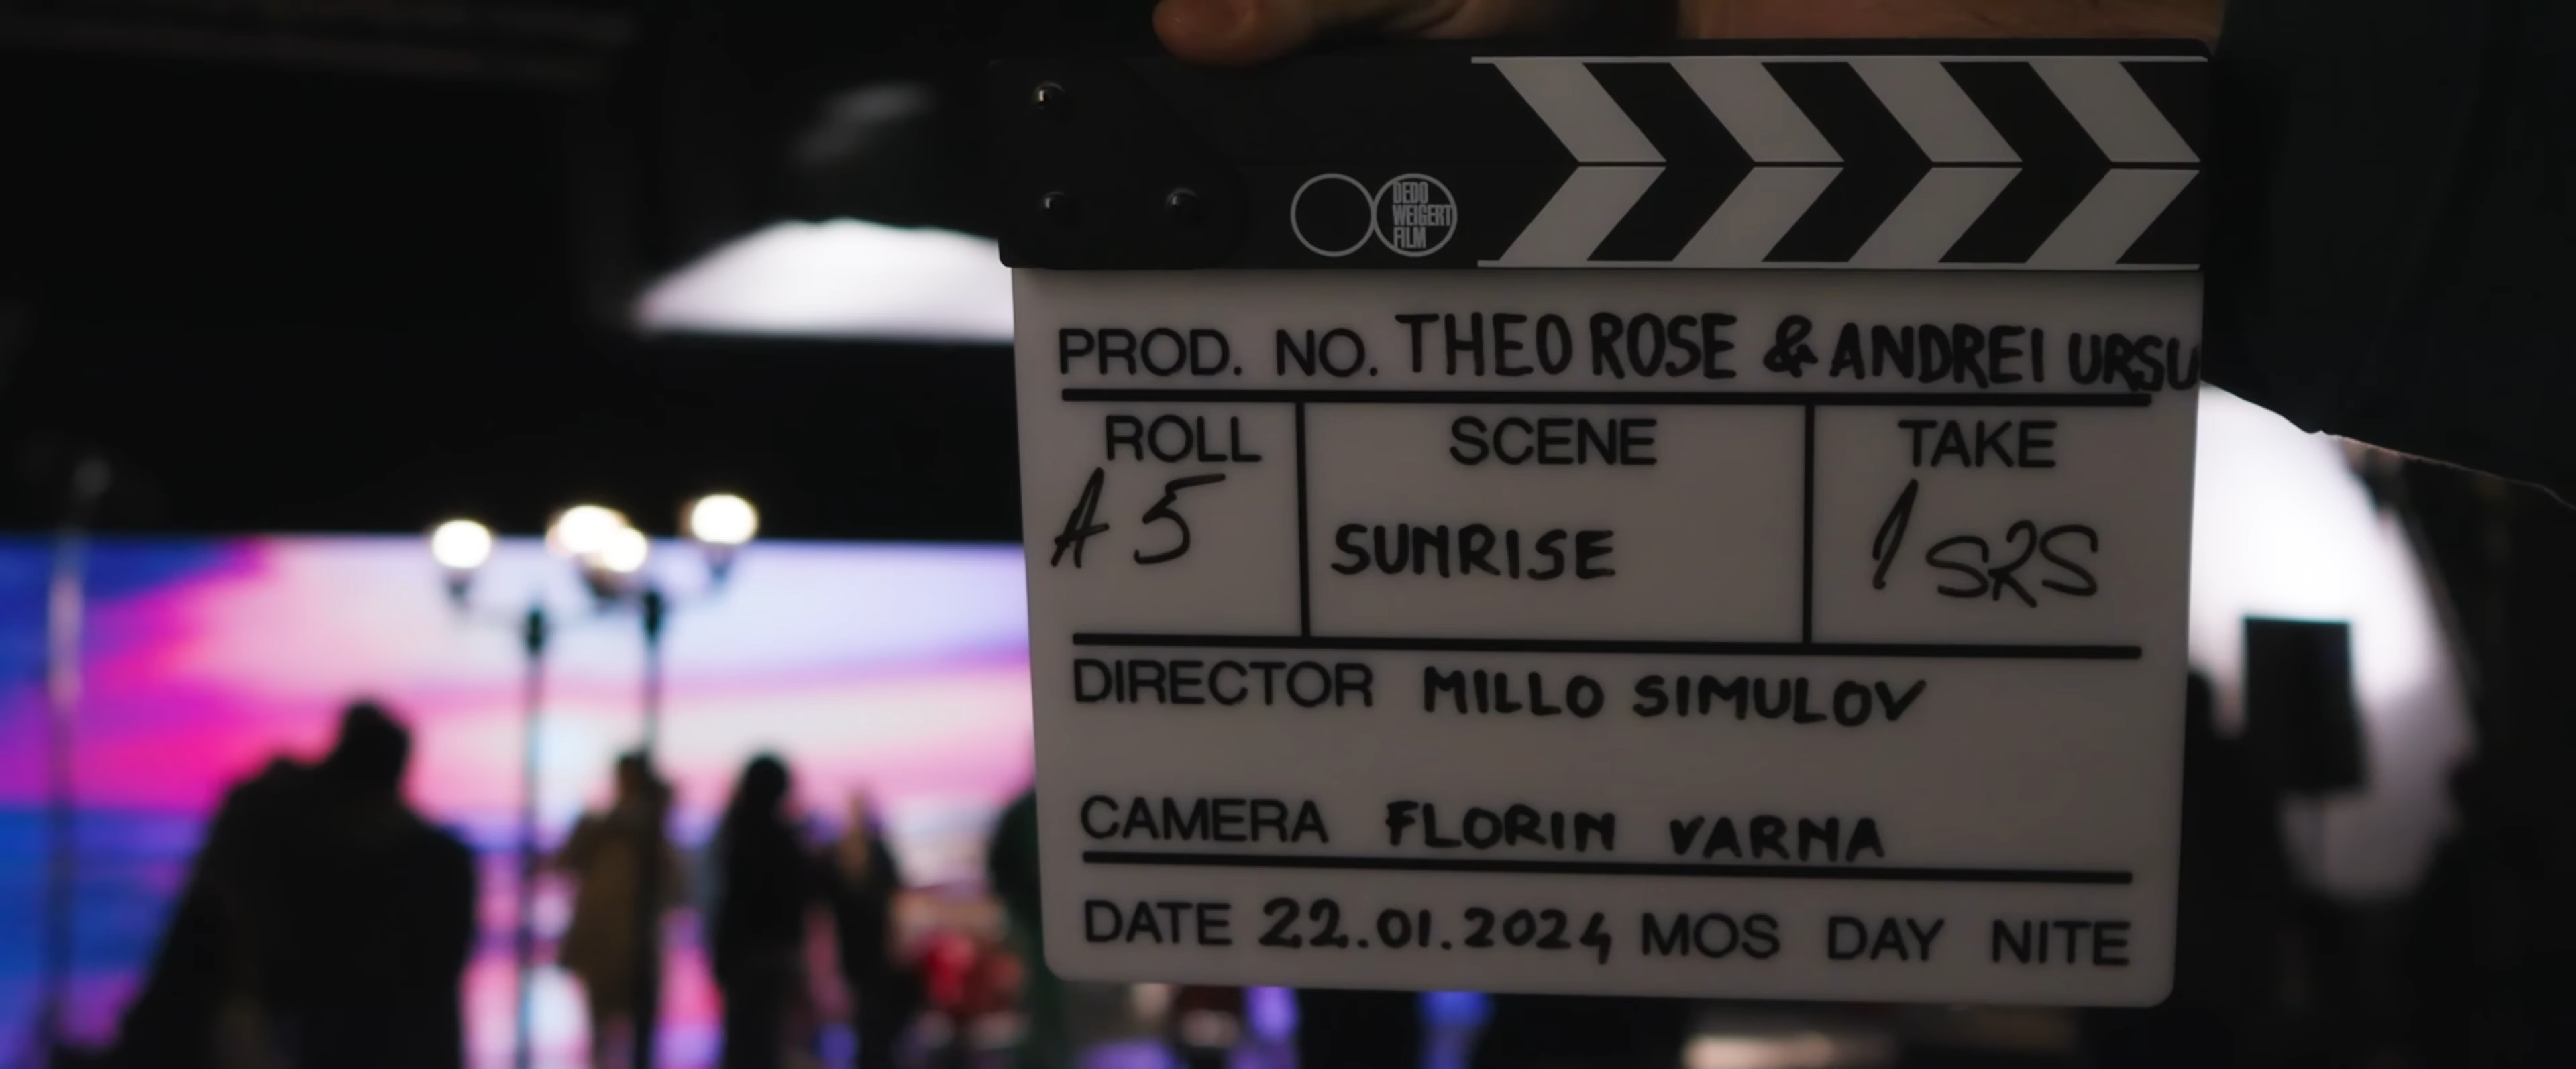 DEDO
WEIGERT
FILM
PROD. NO. THEO ROSE & ANDREI URSU
ROLL SCENE TAKE
A 5 SUNRISE 1 S2S
DIRECTOR MILLO SIMULOV
CAMERA FLORIN VARNA
DATE 22.01.2024 MOS DAY NITE